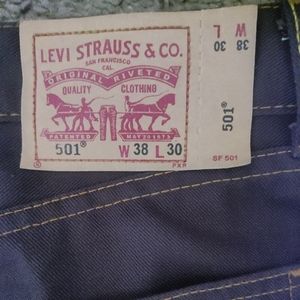 LEVI STRAUSS & CO.
SAN FRANCISCO
CAL.
ORIGINAL RIVETED
QUALITY CLOTHING
PATENTED MAY 20 1873
501® W 38 L 30
W L
38 30
501®
SF 501